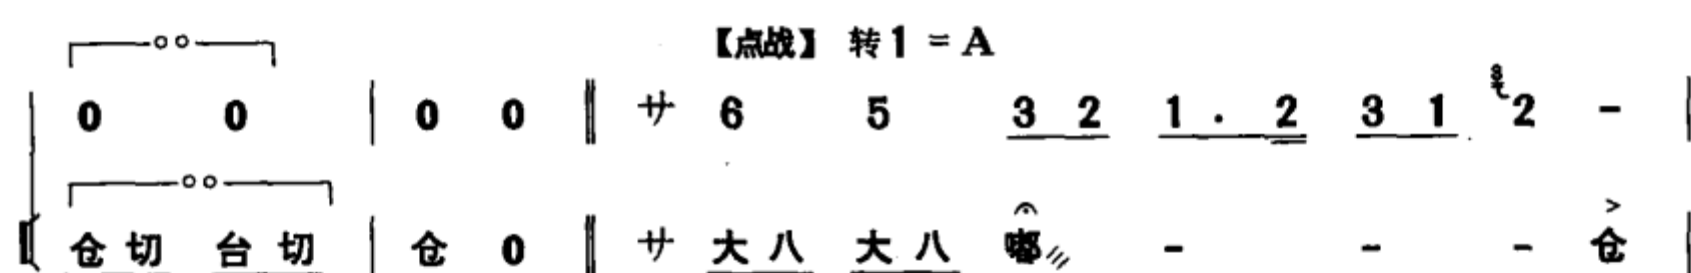 【点战】 转1 = A
0 0 | 0 0 ‖ サ 6 5 3 2 1 . 2 3 1 3 2 - |
仓 切 台 切 | 仓 0 ‖ サ 大 八 大 八 嘟 - - - 仓 |